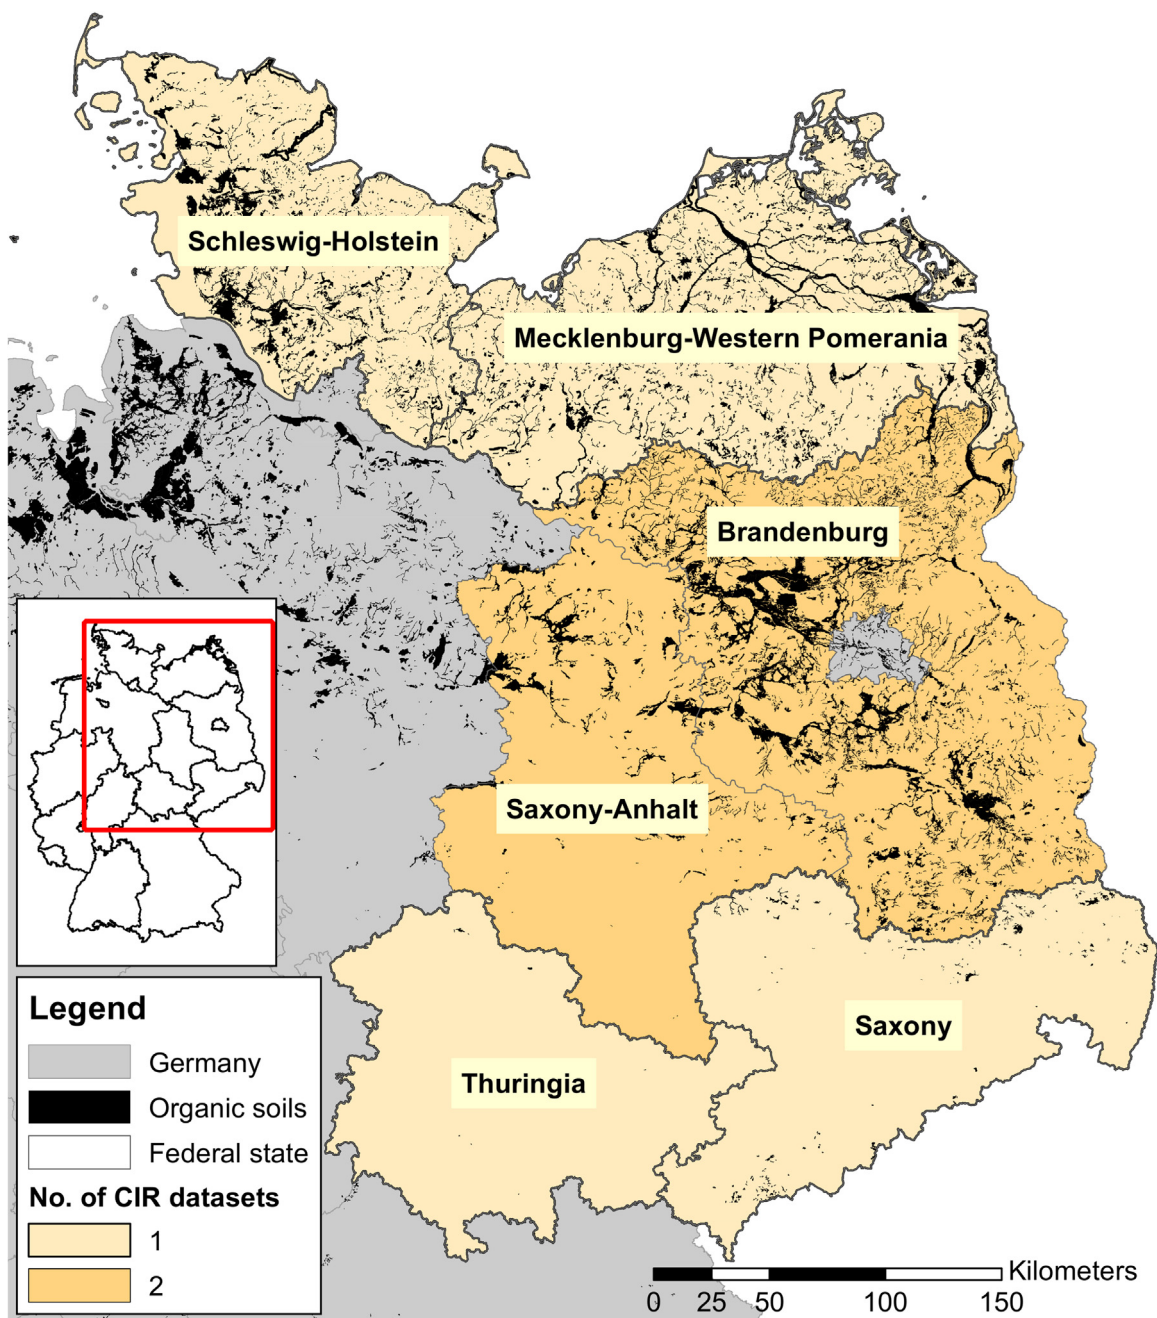 Schleswig-Holstein
Mecklenburg-Western Pomerania
Brandenburg
Saxony-Anhalt
Saxony
Thuringia
Legend
Germany
Organic soils
Federal state
No. of CIR datasets
1
2
Kilometers
0 25 50 100 150